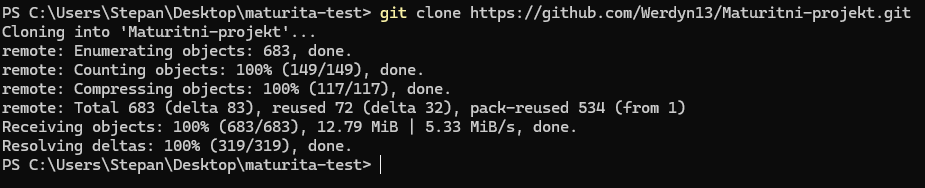 PS C:\Users\Stepan\Desktop\maturita-test> git clone https://github.com/Werdyn13/Maturitni-projekt.git
Cloning into 'Maturitni-projekt'...
remote: Enumerating objects: 683, done.
remote: Counting objects: 100% (149/149), done.
remote: Compressing objects: 100% (117/117), done.
remote: Total 683 (delta 83), reused 72 (delta 32), pack-reused 534 (from 1)
Receiving objects: 100% (683/683), 12.79 MiB | 5.33 MiB/s, done.
Resolving deltas: 100% (319/319), done.
PS C:\Users\Stepan\Desktop\maturita-test>